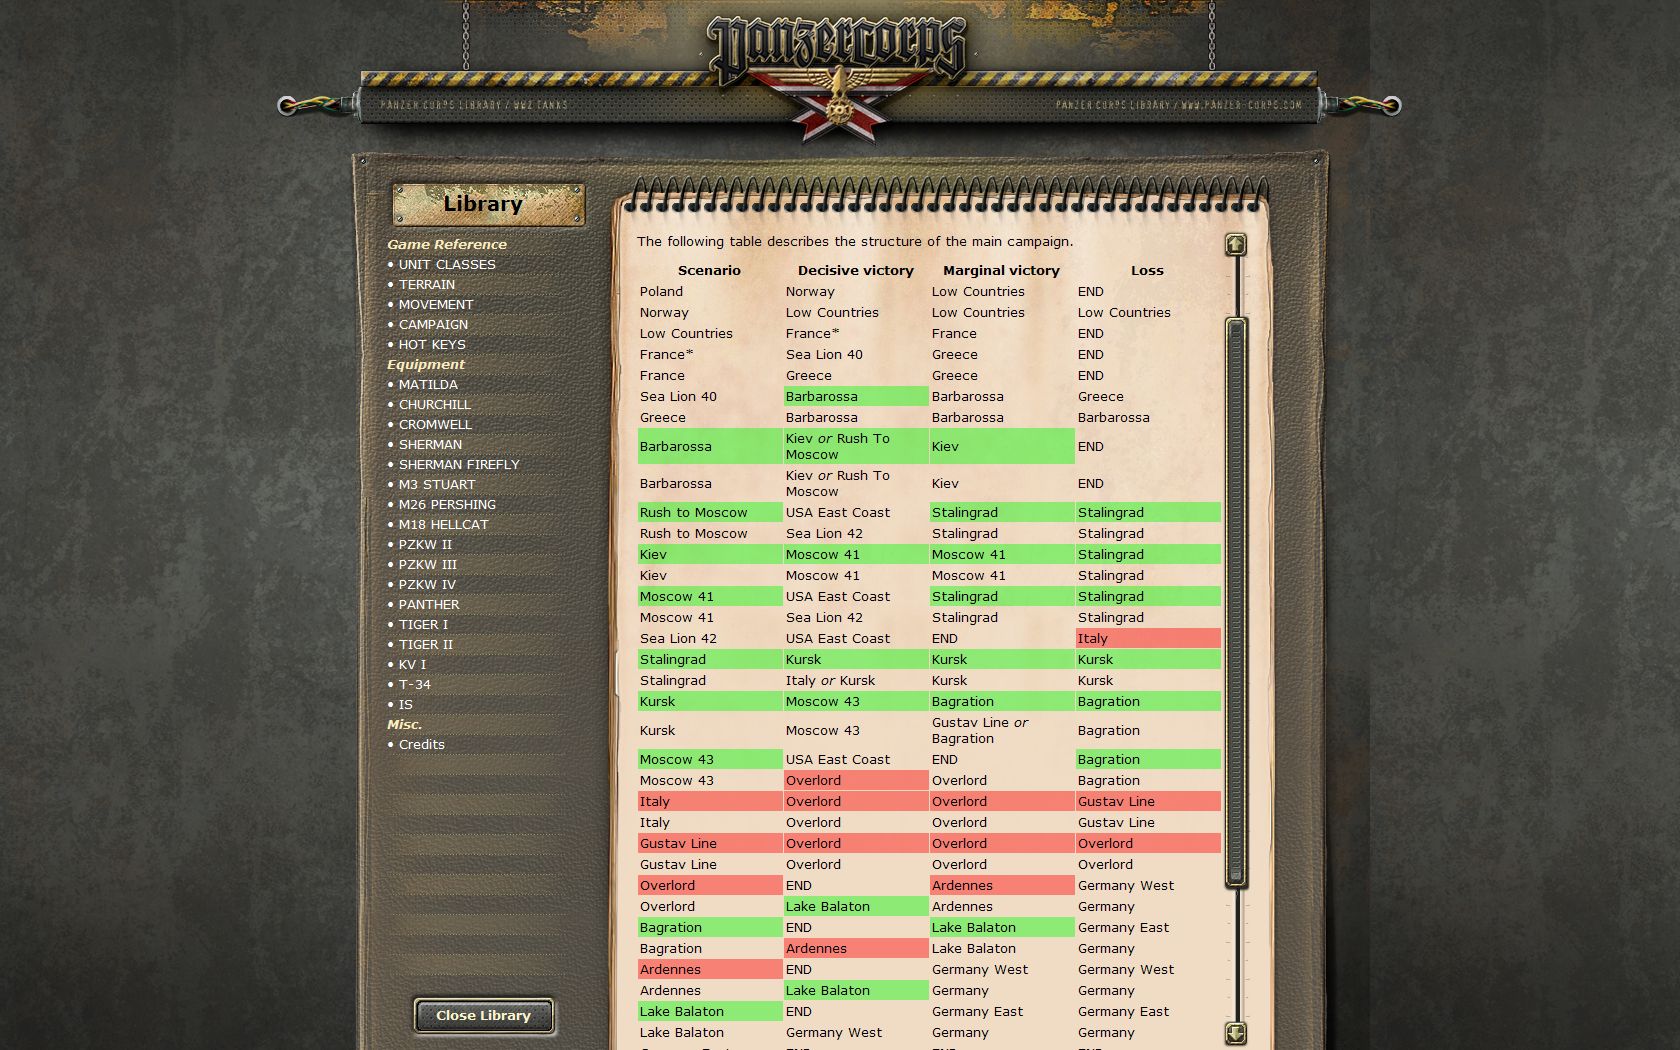 Panzercorps
PANZER CORPS LIBRARY / WW2 TANKS
PANZER CORPS LIBRARY / WWW.PANZER-CORPS.COM
Library
Game Reference
• UNIT CLASSES
• TERRAIN
• MOVEMENT
• CAMPAIGN
• HOT KEYS
Equipment
• MATILDA
• CHURCHILL
• CROMWELL
• SHERMAN
• SHERMAN FIREFLY
• M3 STUART
• M26 PERSHING
• M18 HELLCAT
• PZKW II
• PZKW III
• PZKW IV
• PANTHER
• TIGER I
• TIGER II
• KV I
• T-34
• IS
Misc.
• Credits
Close Library
The following table describes the structure of the main campaign.
Scenario Decisive victory Marginal victory Loss
Poland Norway Low Countries END
Norway Low Countries Low Countries Low Countries
Low Countries France* France END
France* Sea Lion 40 Greece END
France Greece Greece END
Sea Lion 40 Barbarossa Barbarossa Greece
Greece Barbarossa Barbarossa Barbarossa
Barbarossa Kiev or Rush To Moscow Kiev END
Barbarossa Kiev or Rush To Moscow Kiev END
Rush to Moscow USA East Coast Stalingrad Stalingrad
Rush to Moscow Sea Lion 42 Stalingrad Stalingrad
Kiev Moscow 41 Moscow 41 Stalingrad
Kiev Moscow 41 Moscow 41 Stalingrad
Moscow 41 USA East Coast Stalingrad Stalingrad
Moscow 41 Sea Lion 42 Stalingrad Stalingrad
Sea Lion 42 USA East Coast END Italy
Stalingrad Kursk Kursk Kursk
Stalingrad Italy or Kursk Kursk Kursk
Kursk Moscow 43 Bagration Bagration
Kursk Moscow 43 Gustav Line or Bagration Bagration
Moscow 43 USA East Coast END Bagration
Moscow 43 Overlord Overlord Bagration
Italy Overlord Overlord Gustav Line
Italy Overlord Overlord Gustav Line
Gustav Line Overlord Overlord Overlord
Gustav Line Overlord Overlord Overlord
Overlord END Ardennes Germany West
Overlord Lake Balaton Ardennes Germany
Bagration END Lake Balaton Germany East
Bagration Ardennes Lake Balaton Germany
Ardennes END Germany West Germany West
Ardennes Lake Balaton Germany Germany
Lake Balaton END Germany East Germany East
Lake Balaton Germany West Germany Germany